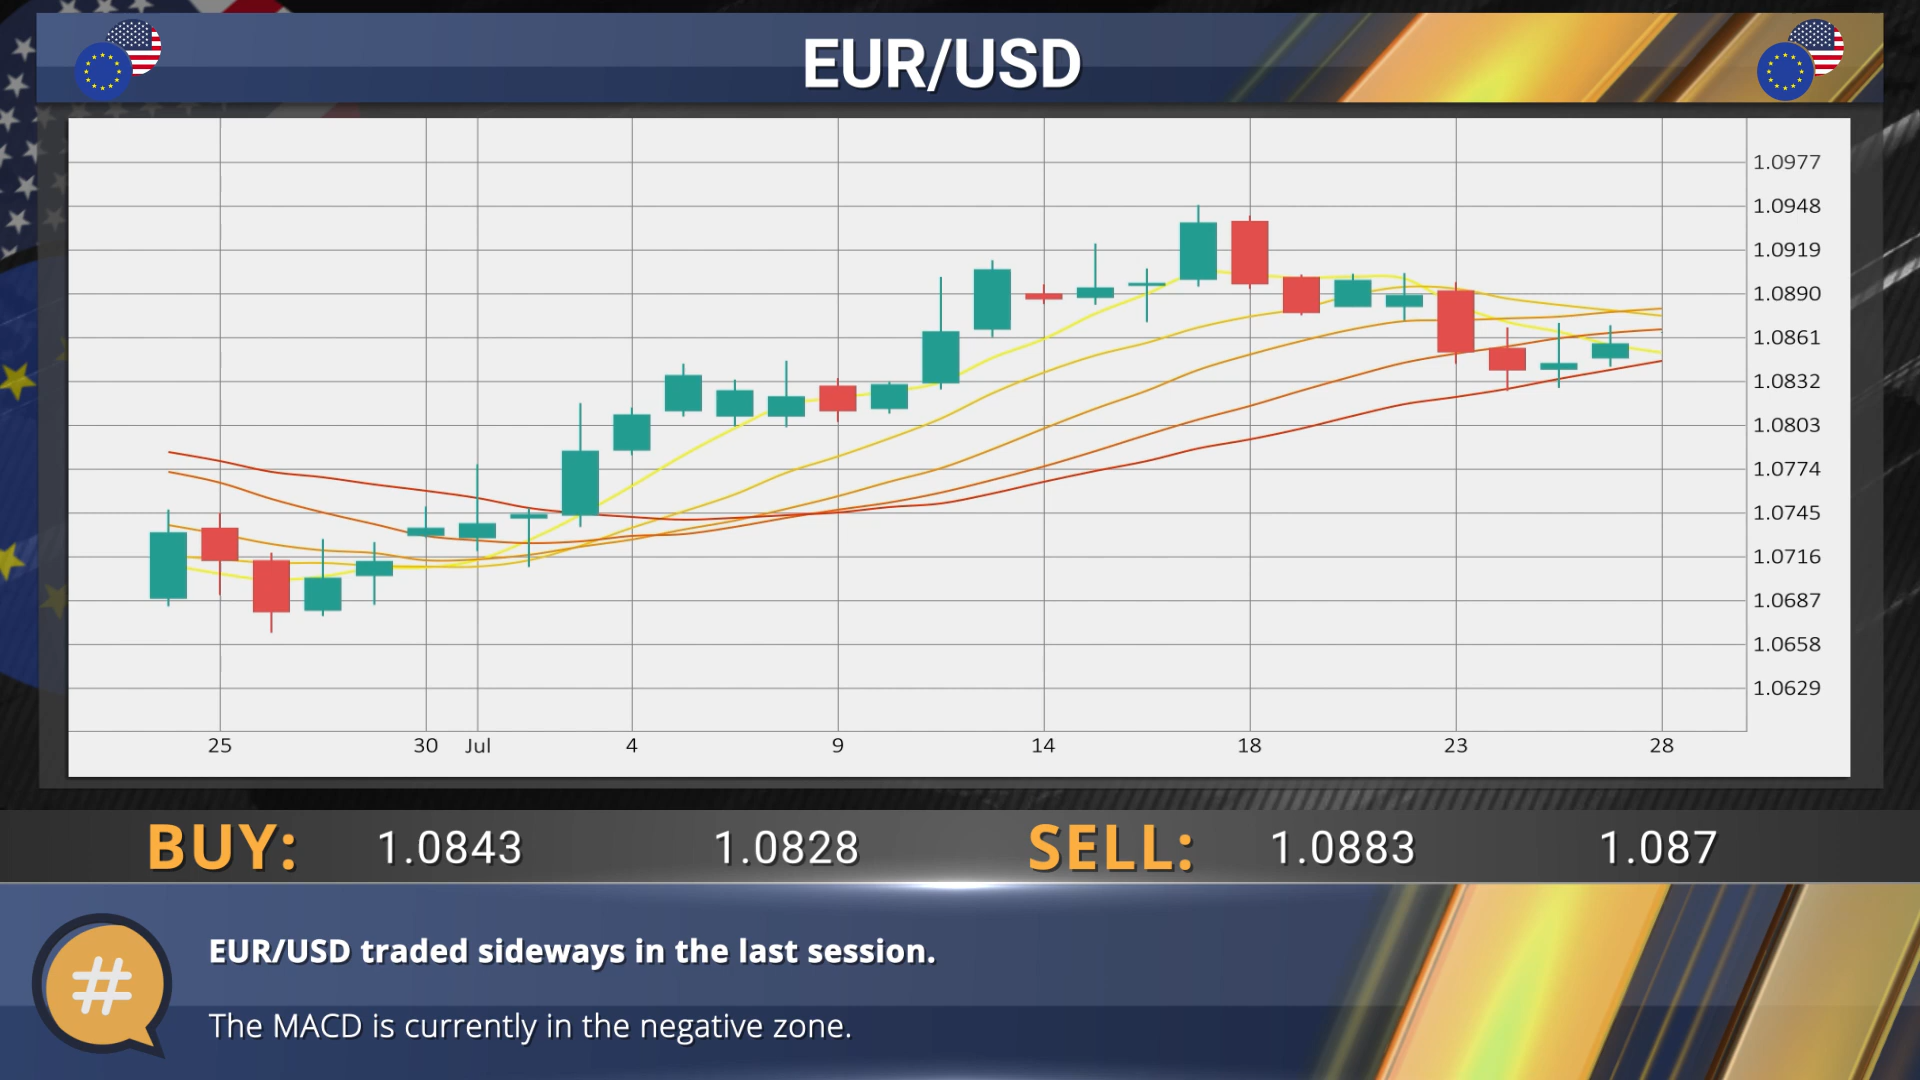 EUR/USD
1.0977
1.0948
1.0919
1.0890
1.0861
1.0832
1.0803
1.0774
1.0745
1.0716
1.0687
1.0658
1.0629
25 30 Jul 4 9 14 18 23 28
BUY: 1.0843 1.0828 SELL: 1.0883 1.087
#
EUR/USD traded sideways in the last session.
The MACD is currently in the negative zone.